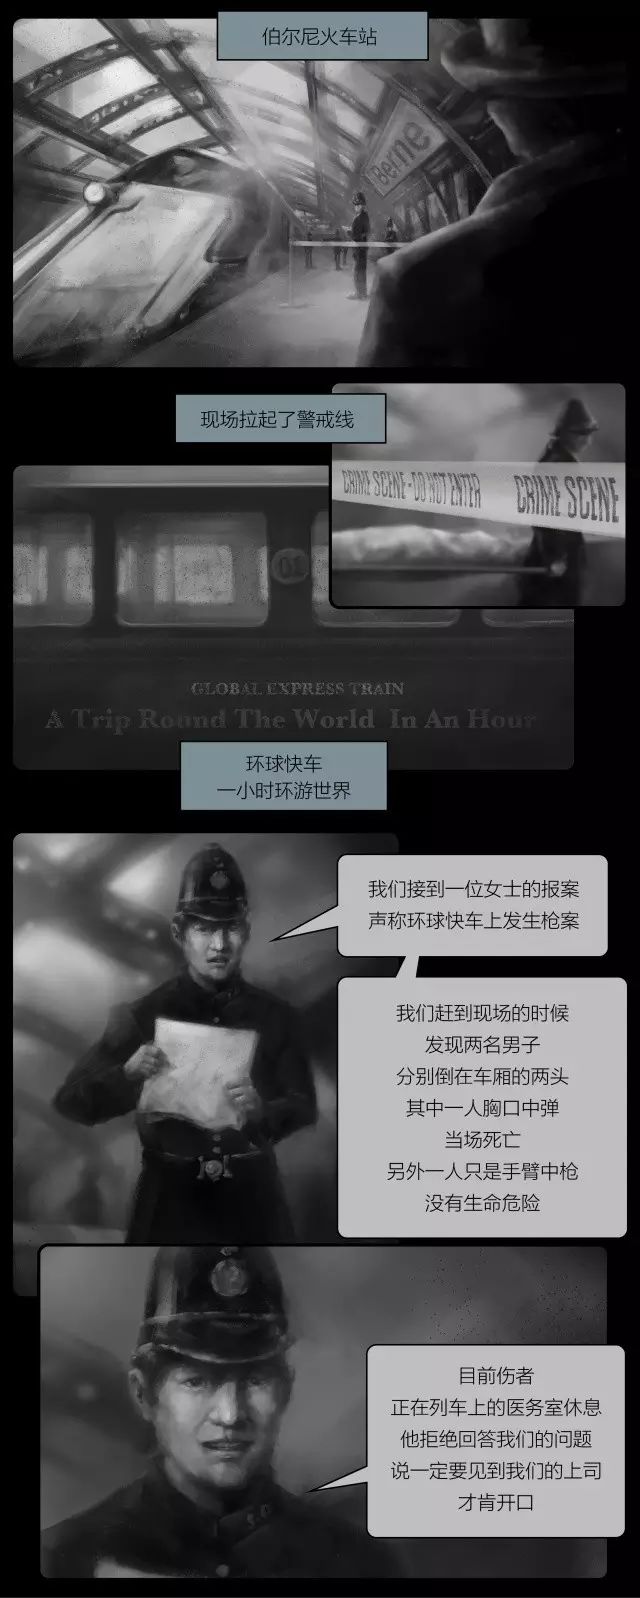 伯尔尼火车站
Berne
现场拉起了警戒线
CRIME SCENE-DO NOT ENTER CRIME SCENE
01
GLOBAL EXPRESS TRAIN
A Trip Round The World In An Hour
环球快车
一小时环游世界
我们接到一位女士的报案
声称环球快车上发生枪案
我们赶到现场的时候
发现两名男子
分别倒在车厢的两头
其中一人胸口中弹
当场死亡
另外一人只是手臂中枪
没有生命危险
目前伤者
正在列车上的医务室休息
他拒绝回答我们的问题
说一定要见到我们的上司
才肯开口